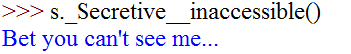 >>> s._Secretive__inaccessible()
Bet you can't see me...